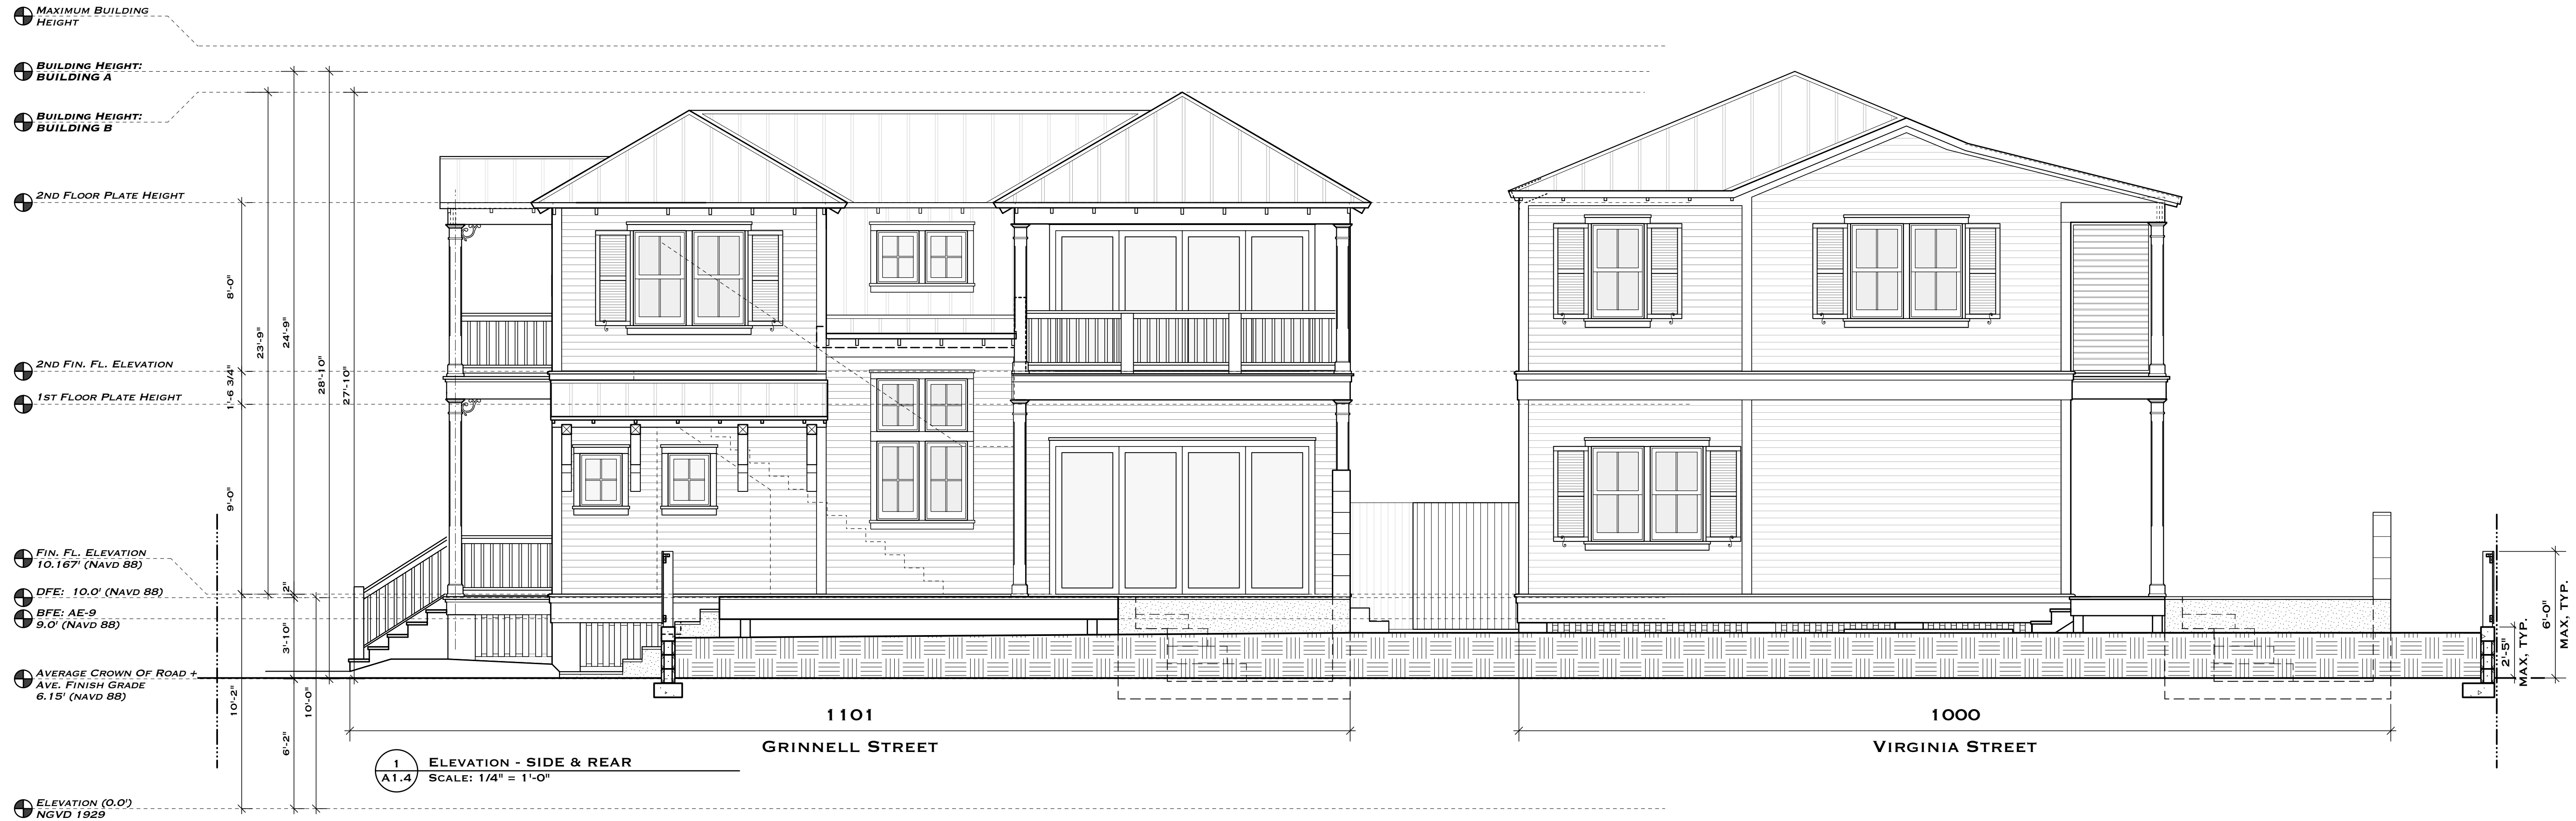 Maximum Building
Height
Building Height:
BUILDING A
Building Height:
BUILDING B
2nd Floor Plate Height
2nd Fin. Fl. Elevation
1st Floor Plate Height
Fin. Fl. Elevation
10.167' (Navd 88)
DFE: 10.0' (Navd 88)
BFE: AE-9
9.0' (Navd 88)
Average Crown Of Road +
Ave. Finish Grade
6.15' (navd 88)
Elevation (0.0')
NGVD 1929
8'-0"
1'-6 3/4"
9'-0"
10'-2"
23'-9"
24'-9"
2"
3'-10"
6'-2"
10'-0"
28'-10"
27'-10"
1101
Grinnell Street
1000
Virginia Street
1
A1.4
Elevation - SIDE & REAR
Scale: 1/4" = 1'-0"
2'-5"
MAX, TYP.
6'-0"
MAX, TYP.